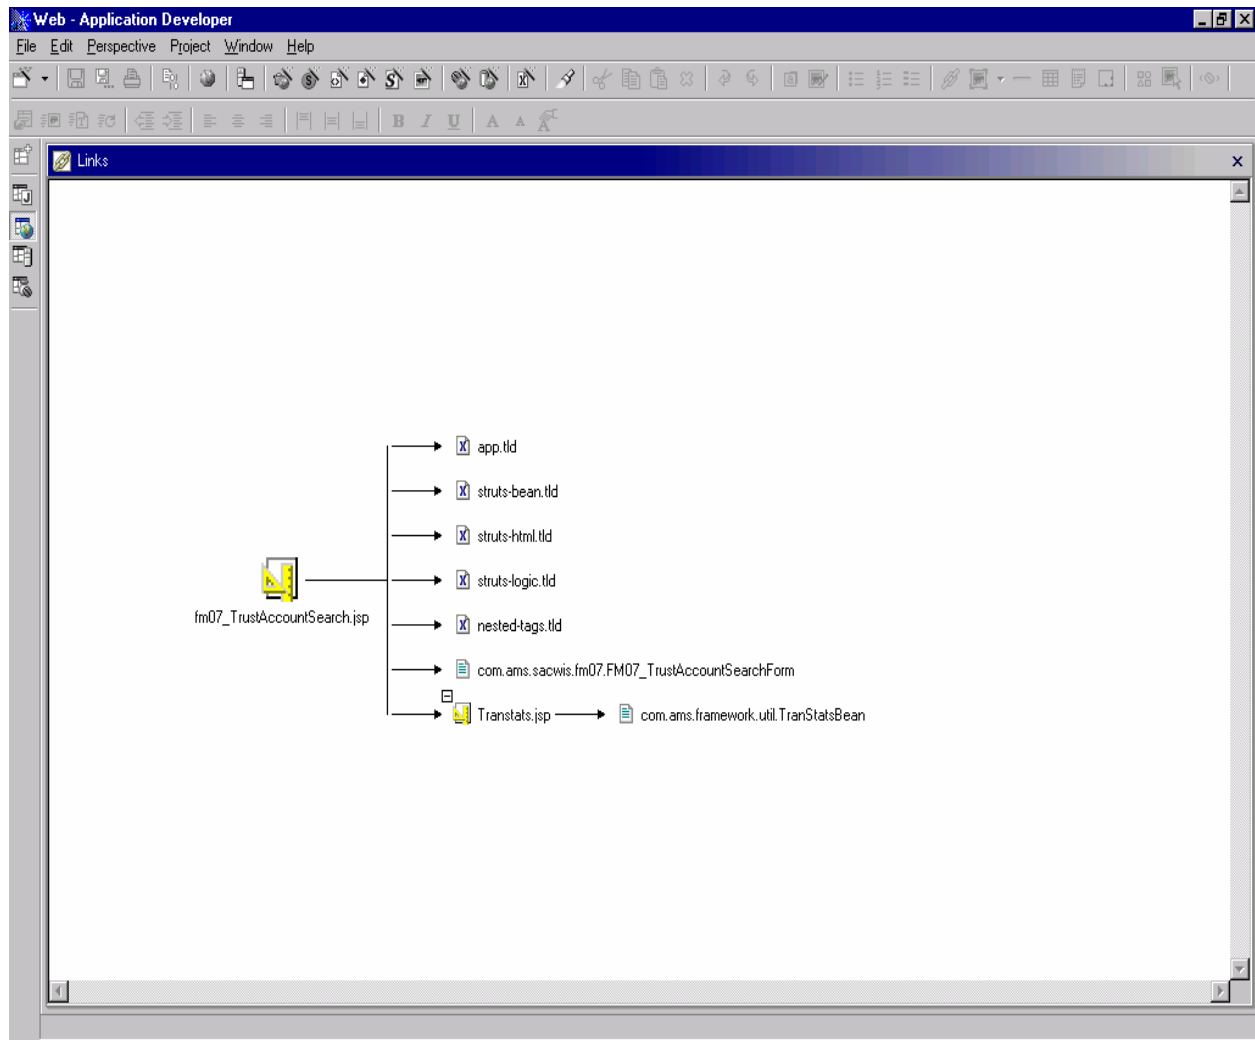 Web - Application Developer
File Edit Perspective Project Window Help
B I U A A A
Links
app.tld
struts-bean.tld
struts-html.tld
fm07_TrustAccountSearch.jsp
struts-logic.tld
nested-tags.tld
com.ams.sacwis.fm07.FM07_TrustAccountSearchForm
Transtats.jsp com.ams.framework.util.TranStatsBean